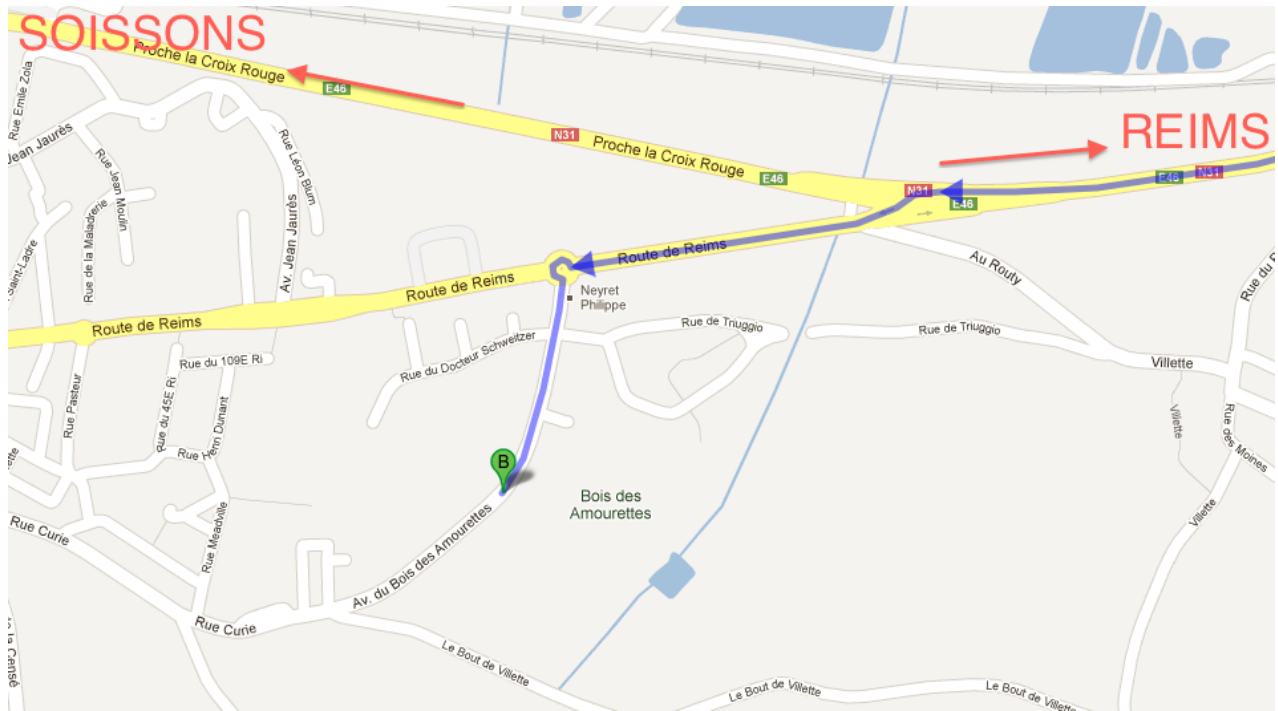 SOISSONS
Proche la Croix Rouge
E46
REIMS
N31
Proche la Croix Rouge
E46
N31
E46
E46
N31
Rue Emile Zola
Jean Jaurès
Rue Jean Moulin
Rue Léon Blum
Rue de la Maladrerie
Av. Jean Jaurès
Saint-Ladre
Route de Reims
Route de Reims
Route de Reims
Au Routy
Rue du
Neyret
Philippe
Rue de Triuggio
Rue de Triuggio
Rue du Docteur Schweitzer
Villette
Rue du 109E Ri
Rue Pasteur
Rue du 45E Ri
Rue Henri Dunant
Villette
Rue des Moines
B
Bois des
Amourettes
Villette
Rue Curie
Rue Meadville
Av. du Bois des Amourettes
Rue Curie
Le Bout de Villette
Le Bout de Villette
Le Bout de Villette